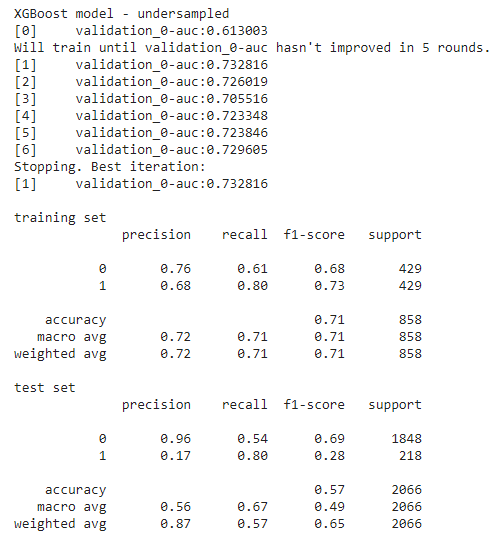 XGBoost model - undersampled
[0]     validation_0-auc:0.613003
Will train until validation_0-auc hasn't improved in 5 rounds.
[1]     validation_0-auc:0.732816
[2]     validation_0-auc:0.726019
[3]     validation_0-auc:0.705516
[4]     validation_0-auc:0.723348
[5]     validation_0-auc:0.723846
[6]     validation_0-auc:0.729605
Stopping. Best iteration:
[1]     validation_0-auc:0.732816
training set
              precision    recall  f1-score   support
           0       0.76      0.61      0.68       429
           1       0.68      0.80      0.73       429
    accuracy                           0.71       858
   macro avg       0.72      0.71      0.71       858
weighted avg       0.72      0.71      0.71       858
test set
              precision    recall  f1-score   support
           0       0.96      0.54      0.69      1848
           1       0.17      0.80      0.28       218
    accuracy                           0.57      2066
   macro avg       0.56      0.67      0.49      2066
weighted avg       0.87      0.57      0.65      2066